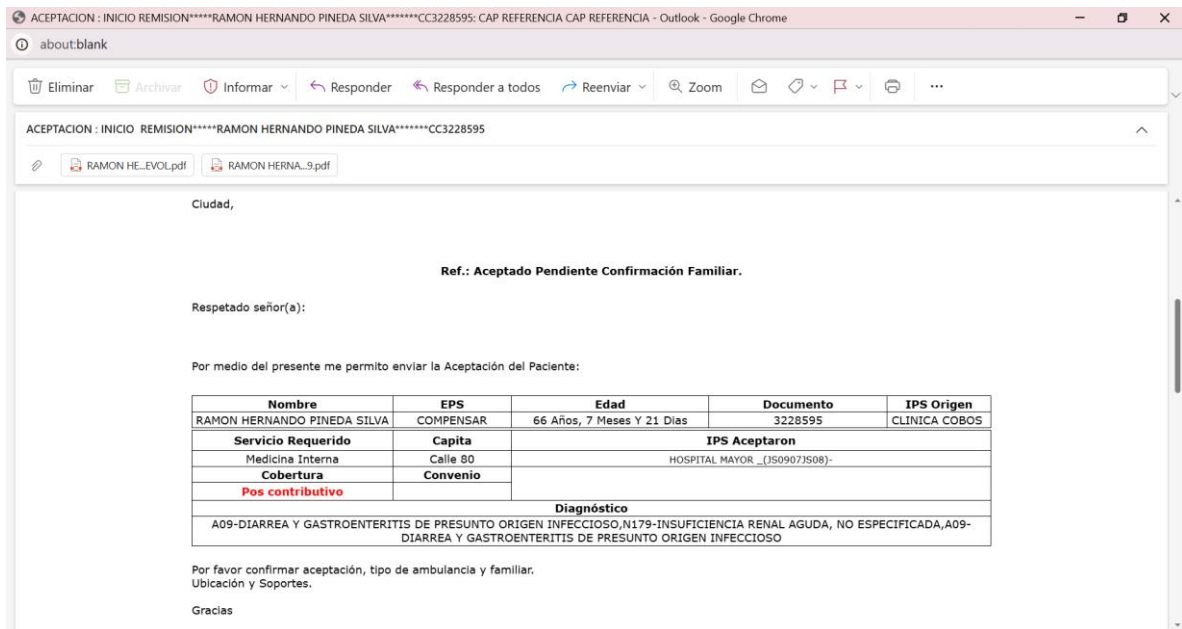 ACEPTACION : INICIO REMISION*****RAMON HERNANDO PINEDA SILVA*******CC3228595: CAP REFERENCIA CAP REFERENCIA - Outlook - Google Chrome
about:blank
Eliminar Archivar Informar Responder Responder a todos Reenviar Zoom ...
ACEPTACION : INICIO REMISION*****RAMON HERNANDO PINEDA SILVA*******CC3228595
RAMON HE...EVOL.pdf RAMON HERNA...9.pdf
Ciudad,
Ref.: Aceptado Pendiente Confirmación Familiar.
Respetado señor(a):
Por medio del presente me permito enviar la Aceptación del Paciente:
Nombre EPS Edad Documento IPS Origen
RAMON HERNANDO PINEDA SILVA COMPENSAR 66 Años, 7 Meses Y 21 Dias 3228595 CLINICA COBOS
Servicio Requerido Capita IPS Aceptaron
Medicina Interna Calle 80 HOSPITAL MAYOR _(JS0907JS08)-
Cobertura Convenio
Pos contributivo
Diagnóstico
A09-DIARREA Y GASTROENTERITIS DE PRESUNTO ORIGEN INFECCIOSO,N179-INSUFICIENCIA RENAL AGUDA, NO ESPECIFICADA,A09-
DIARREA Y GASTROENTERITIS DE PRESUNTO ORIGEN INFECCIOSO
Por favor confirmar aceptación, tipo de ambulancia y familiar.
Ubicación y Soportes.
Gracias